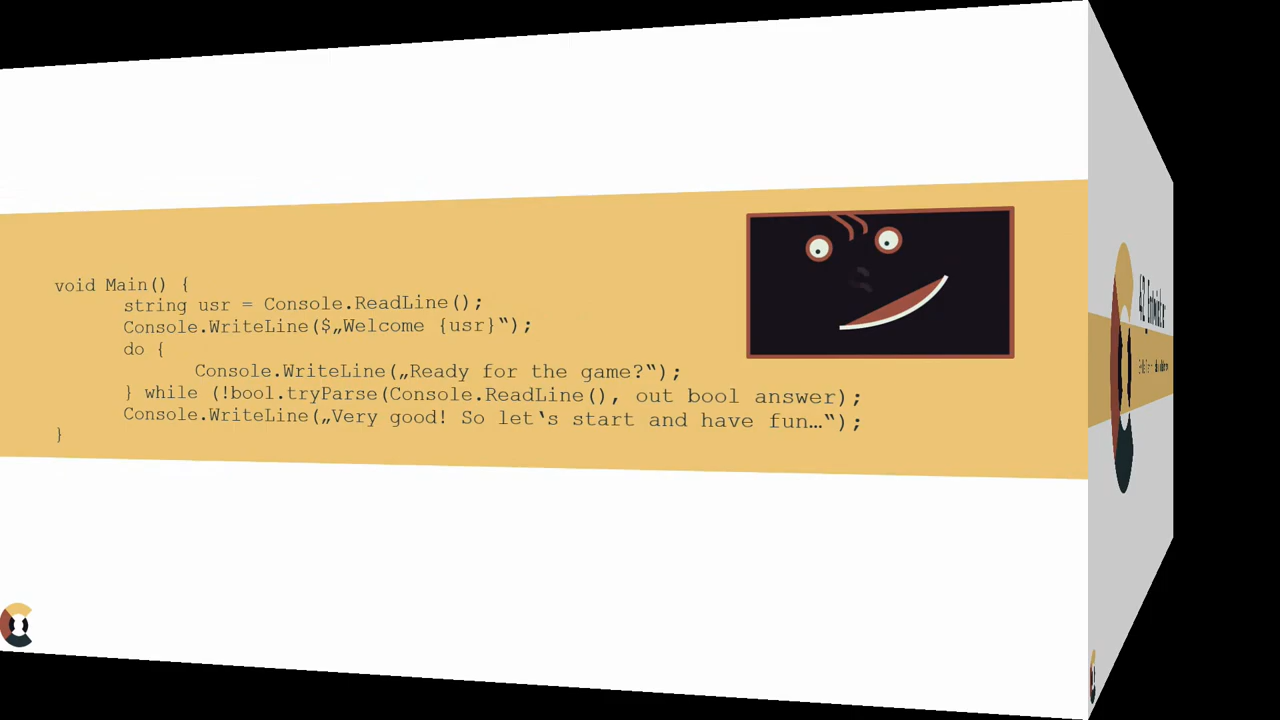 void Main() {
string usr = Console.ReadLine();
Console.WriteLine($„Welcome {usr}‟);
do {
Console.WriteLine(„Ready for the game?‟);
} while (!bool.tryParse(Console.ReadLine(), out bool answer);
Console.WriteLine(„Very good! So let‛s start and have fun…‟);
}